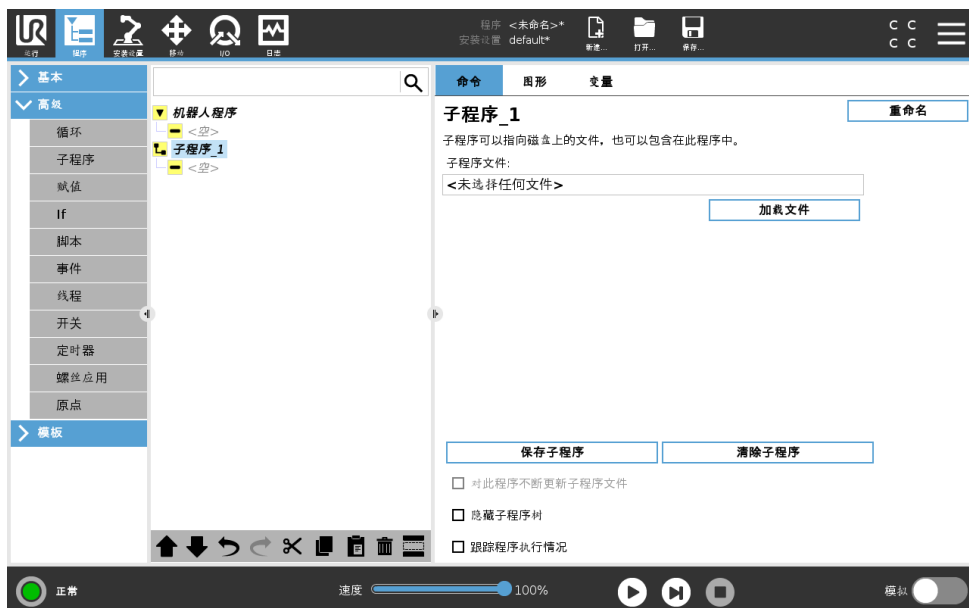 UR
运行
程序
安装设置
移动
I/O
日志
程序 <未命名>*
安装设置 default*
新建...
打开...
保存...
C C
C C
基本
高级
循环
子程序
赋值
If
脚本
事件
线程
开关
定时器
螺丝应用
原点
模板
机器人程序
<空>
子程序_1
<空>
命令 图形 变量
子程序_1
重命名
子程序可以指向磁盘上的文件，也可以包含在此程序中。
子程序文件:
<未选择任何文件>
加载文件
保存子程序 清除子程序
对此程序不断更新子程序文件
隐藏子程序树
跟踪程序执行情况
正常
速度 100%
模拟